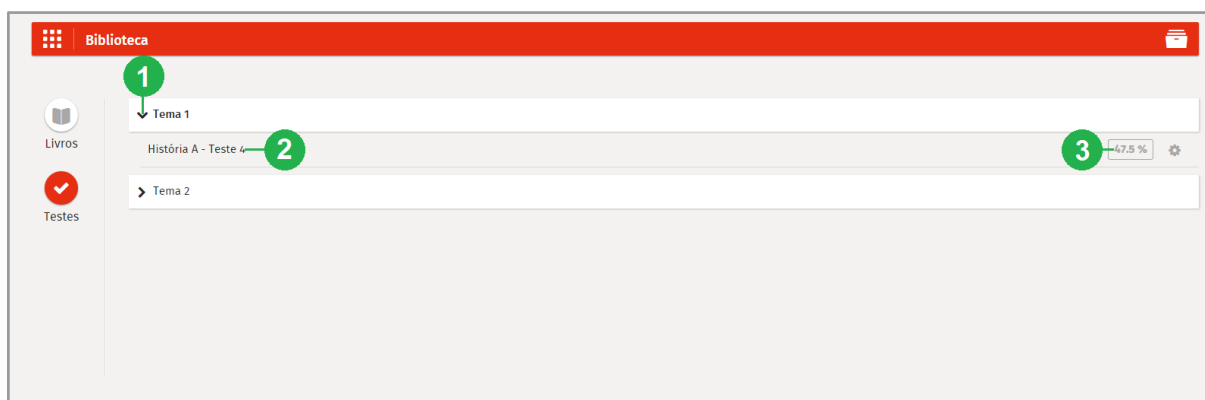 Biblioteca
1
Tema 1
Livros
História A - Teste 4
2
3
47.5 %
Tema 2
Testes